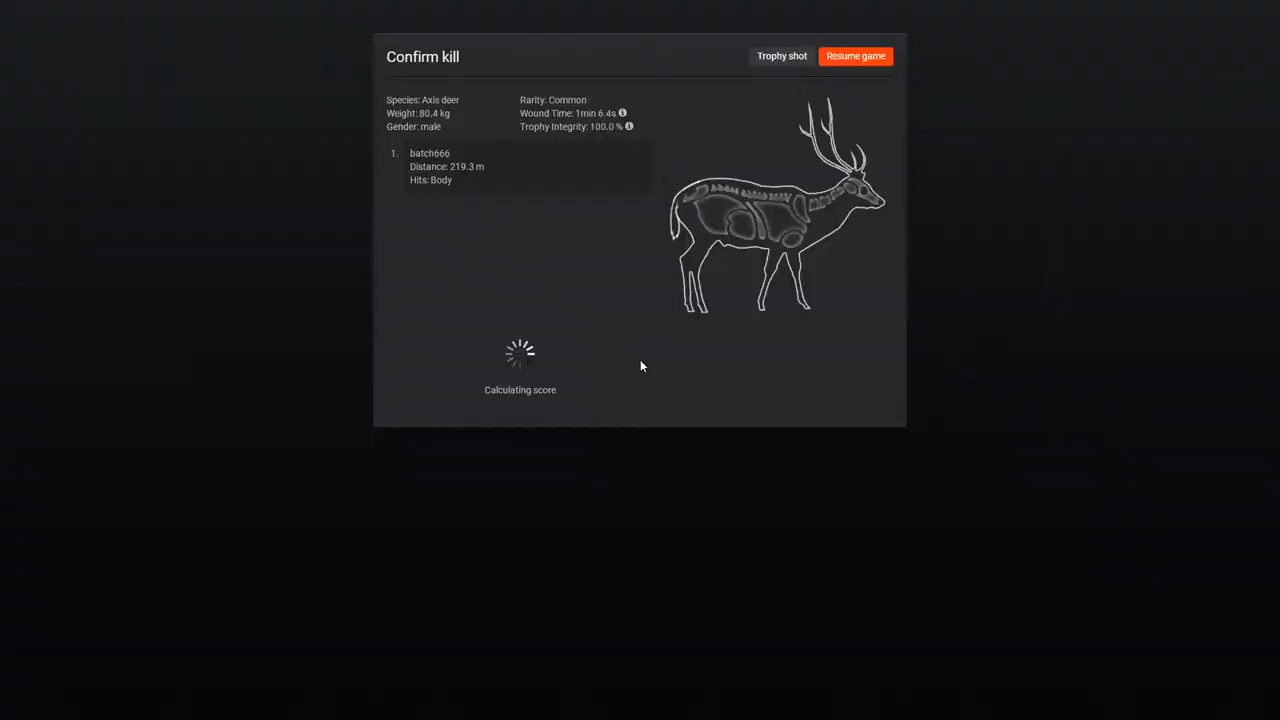 Confirm kill
Trophy shot
Resume game
Species: Axis deer
Weight: 80.4 kg
Gender: male
Rarity: Common
Wound Time: 1min 6.4s
Trophy Integrity: 100.0 %
1. batch666
Distance: 219.3 m
Hits: Body
Calculating score